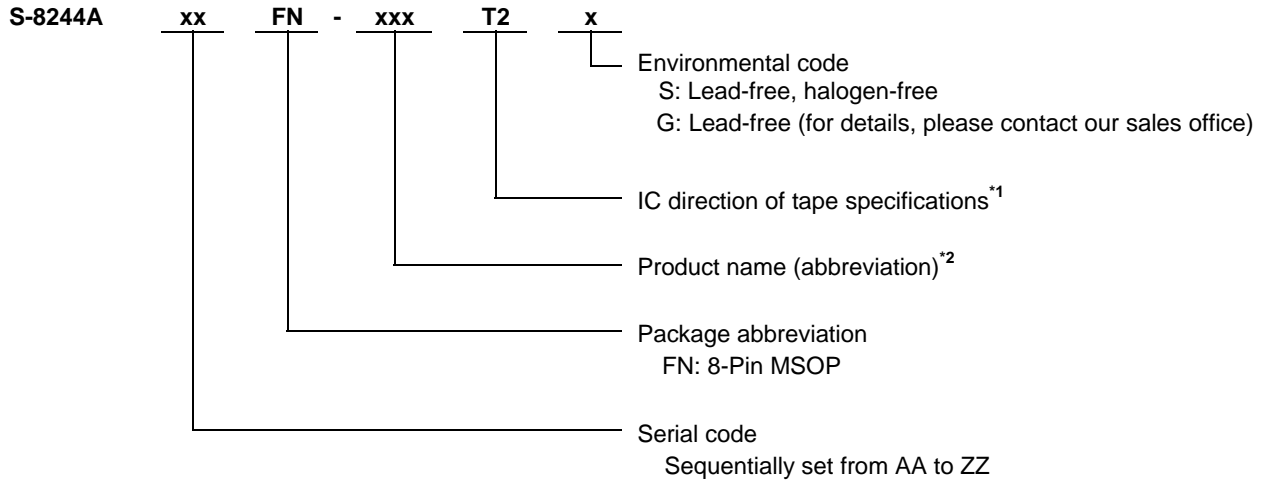 S-8244A xx FN - xxx T2 x
Environmental code
S: Lead-free, halogen-free
G: Lead-free (for details, please contact our sales office)
IC direction of tape specifications*1
Product name (abbreviation)*2
Package abbreviation
FN: 8-Pin MSOP
Serial code
Sequentially set from AA to ZZ